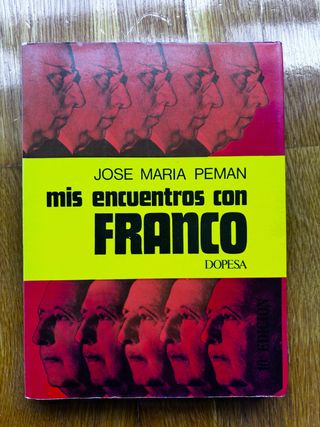 JOSE MARIA PEMAN
mis encuentros con
FRANCO
DOPESA